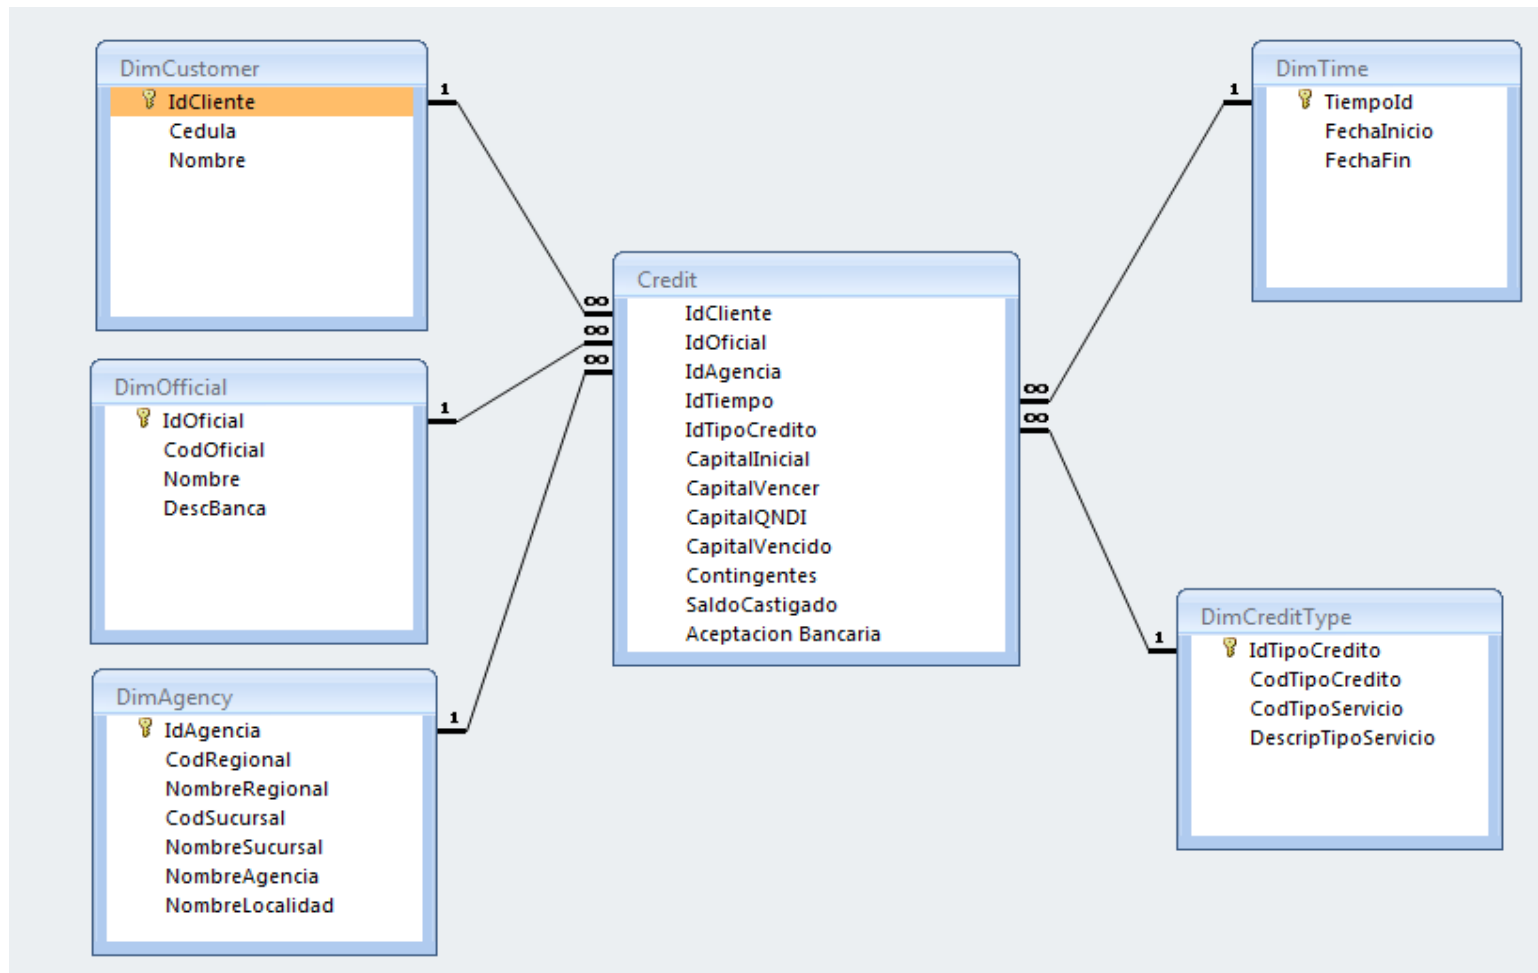 DimCustomer
IdCliente
Cedula
Nombre
1
DimOfficial
IdOficial
CodOficial
Nombre
DescBanca
1
DimAgency
IdAgencia
CodRegional
NombreRegional
CodSucursal
NombreSucursal
NombreAgencia
NombreLocalidad
1
Credit
∞
IdCliente
∞
IdOficial
∞
IdAgencia
IdTiempo
∞
IdTipoCredito
∞
CapitalInicial
CapitalVencer
CapitalQNDI
CapitalVencido
Contingentes
SaldoCastigado
Aceptacion Bancaria
DimTime
1
TiempoId
FechaInicio
FechaFin
DimCreditType
1
IdTipoCredito
CodTipoCredito
CodTipoServicio
DescripTipoServicio